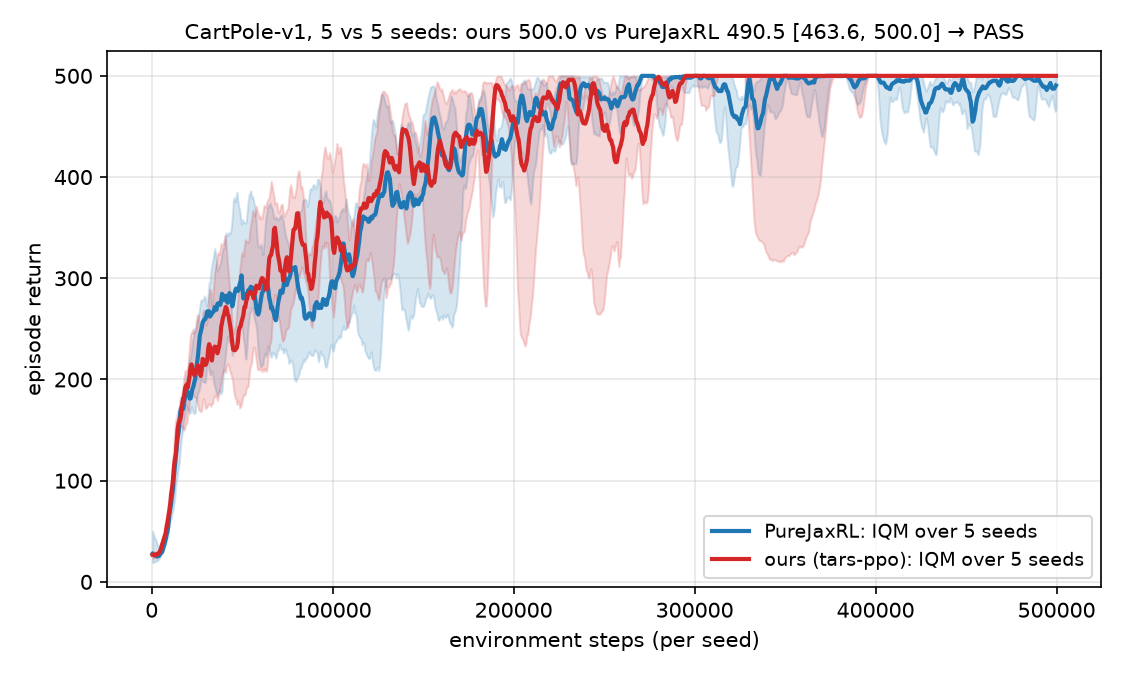 CartPole-v1, 5 vs 5 seeds: ours 500.0 vs PureJaxRL 490.5 [463.6, 500.0] → PASS
500
400
300
200
100
0
episode return
0
100000
200000
300000
400000
500000
environment steps (per seed)
PureJaxRL: IQM over 5 seeds
ours (tars-ppo): IQM over 5 seeds